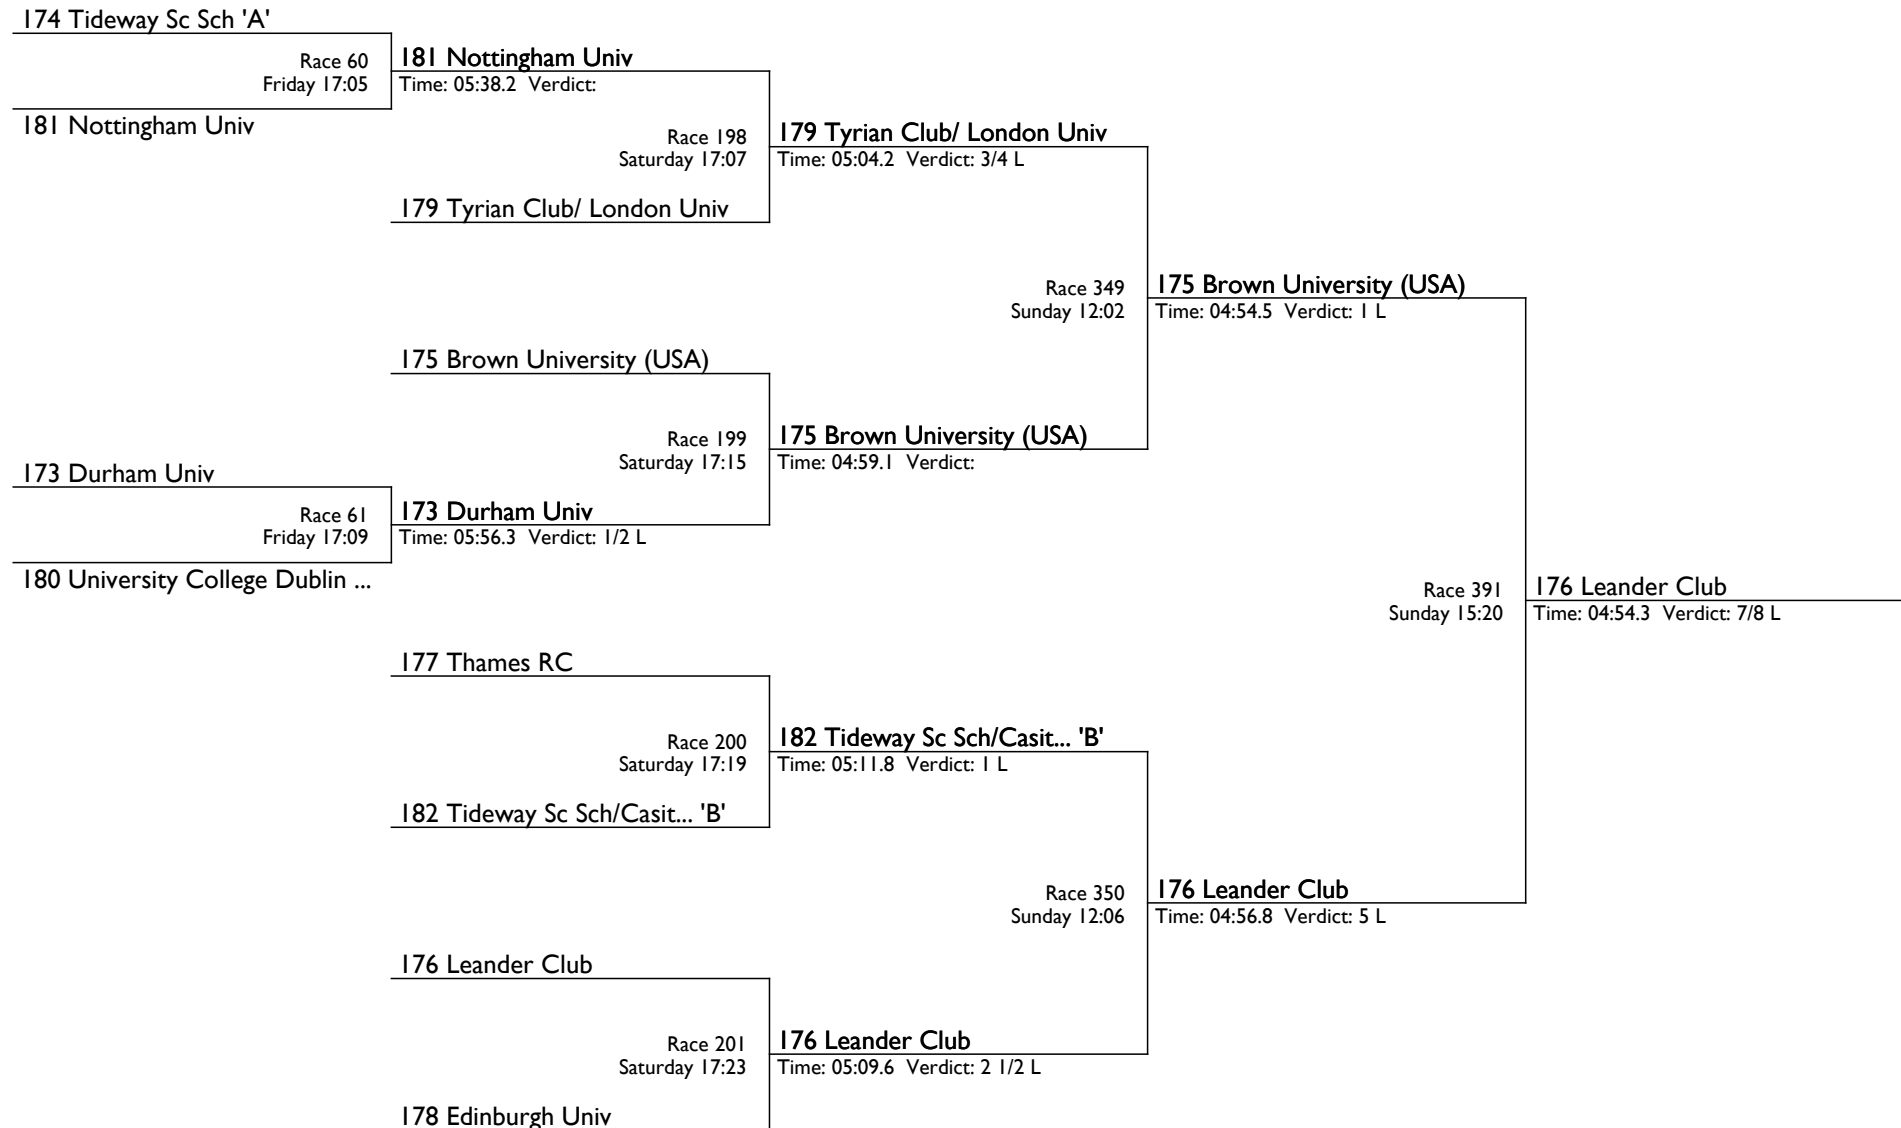 174 Tideway Sc Sch 'A'
Race 60
Friday 17:05
181 Nottingham Univ
181 Nottingham Univ
Time: 05:38.2 Verdict:
Race 198
Saturday 17:07
179 Tyrian Club/ London Univ
179 Tyrian Club/ London Univ
Time: 05:04.2 Verdict: 3/4 L
Race 349
Sunday 12:02
175 Brown University (USA)
Time: 04:54.5 Verdict: 1 L
175 Brown University (USA)
Race 199
Saturday 17:15
175 Brown University (USA)
Time: 04:59.1 Verdict:
173 Durham Univ
Race 61
Friday 17:09
180 University College Dublin ...
173 Durham Univ
Time: 05:56.3 Verdict: 1/2 L
Race 391
Sunday 15:20
176 Leander Club
Time: 04:54.3 Verdict: 7/8 L
177 Thames RC
Race 200
Saturday 17:19
182 Tideway Sc Sch/Casit... 'B'
182 Tideway Sc Sch/Casit... 'B'
Time: 05:11.8 Verdict: 1 L
Race 350
Sunday 12:06
176 Leander Club
Time: 04:56.8 Verdict: 5 L
176 Leander Club
Race 201
Saturday 17:23
176 Leander Club
Time: 05:09.6 Verdict: 2 1/2 L
178 Edinburgh Univ